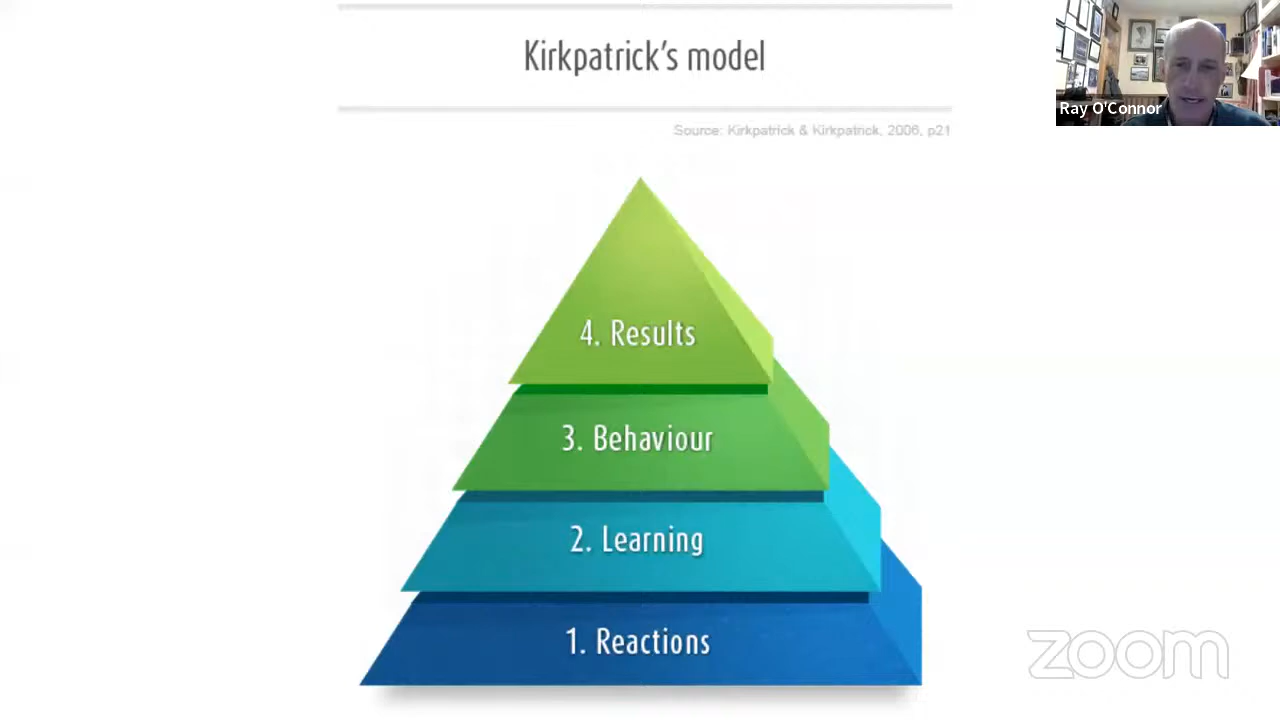 Kirkpatrick's model
Ray O'Connor
Source: Kirkpatrick & Kirkpatrick, 2006, p21
4. Results
3. Behaviour
2. Learning
1. Reactions
zoom